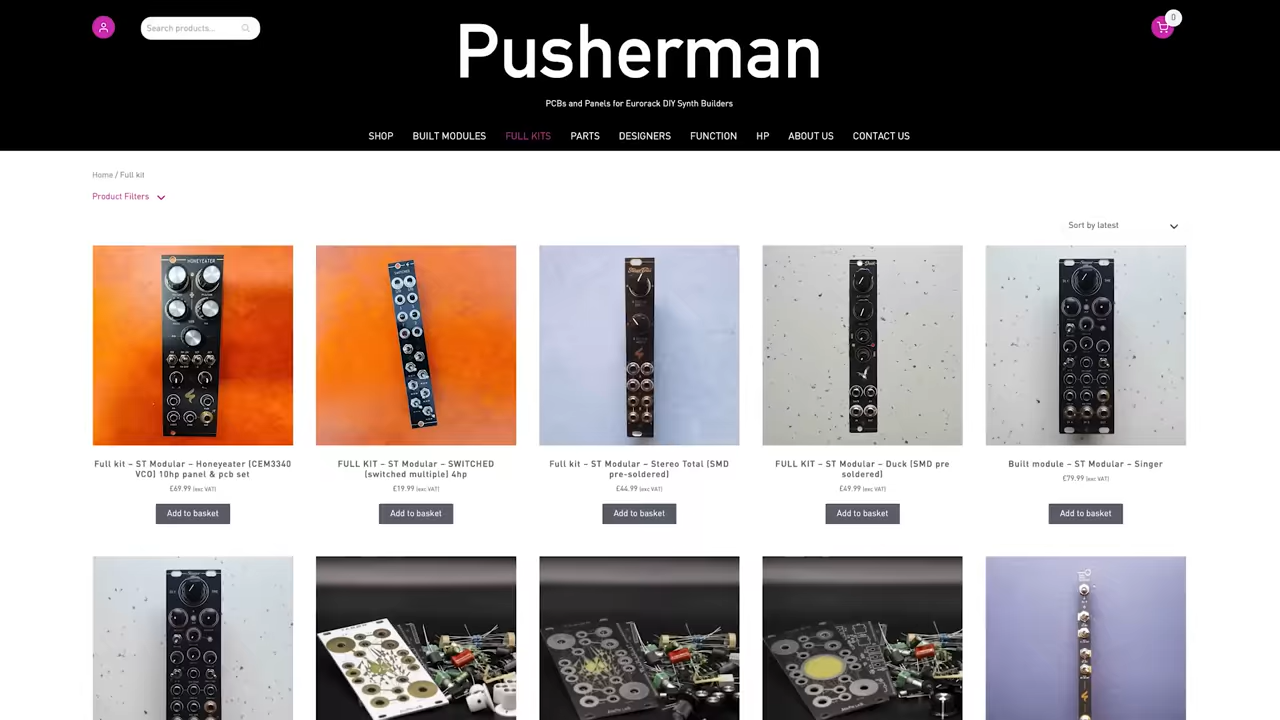 Search products...
0
Pusherman
PCBs and Panels for Eurorack DIY Synth Builders
SHOP BUILT MODULES FULL KITS PARTS DESIGNERS FUNCTION HP ABOUT US CONTACT US
Home / Full kit
Product Filters
Sort by latest
HONEYEATER
Full kit – ST Modular – Honeyeater [CEM3340
VCO] 10hp panel & pcb set
£69.99 (exc VAT)
Add to basket
SWITCHED
FULL KIT – ST Modular – SWITCHED
[switched multiple] 4hp
£19.99 (exc VAT)
Add to basket
Full kit – ST Modular – Stereo Total [SMD
pre-soldered]
£44.99 (exc VAT)
Add to basket
Duck
FULL KIT – ST Modular – Duck [SMD pre
soldered]
£49.99 (exc VAT)
Add to basket
Built module – ST Modular – Singer
£79.99 (exc VAT)
Add to basket